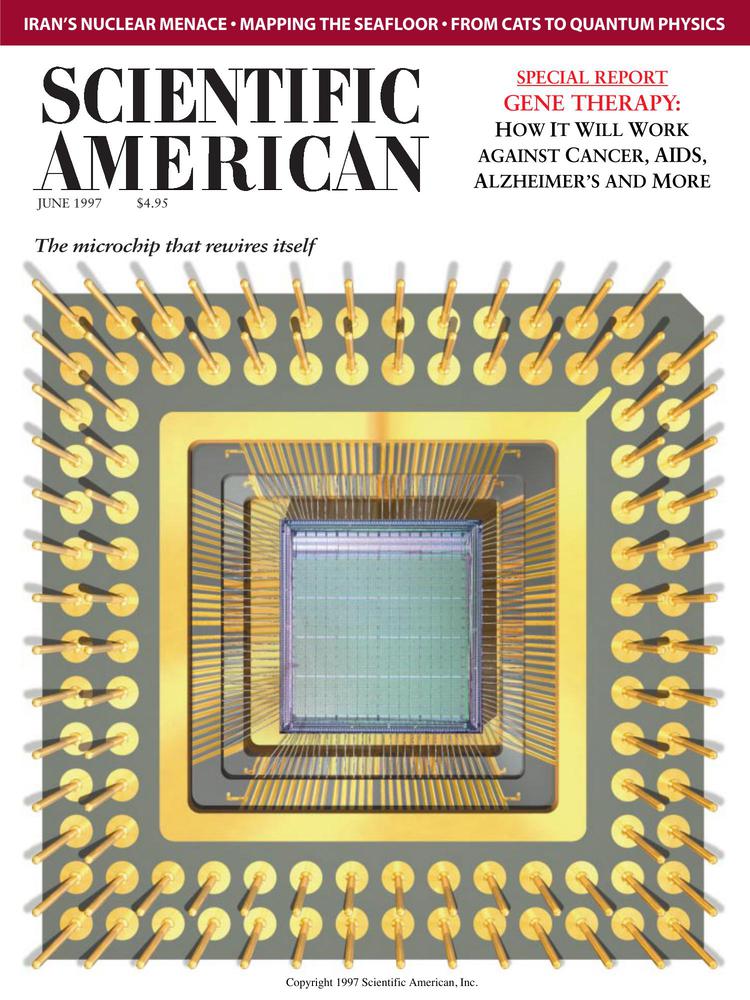 IRAN'S NUCLEAR MENACE • MAPPING THE SEAFLOOR • FROM CATS TO QUANTUM PHYSICS
SCIENTIFIC
AMERICAN
JUNE 1997 $4.95
SPECIAL REPORT
GENE THERAPY:
HOW IT WILL WORK
AGAINST CANCER, AIDS,
ALZHEIMER'S AND MORE
The microchip that rewires itself
Copyright 1997 Scientific American, Inc.